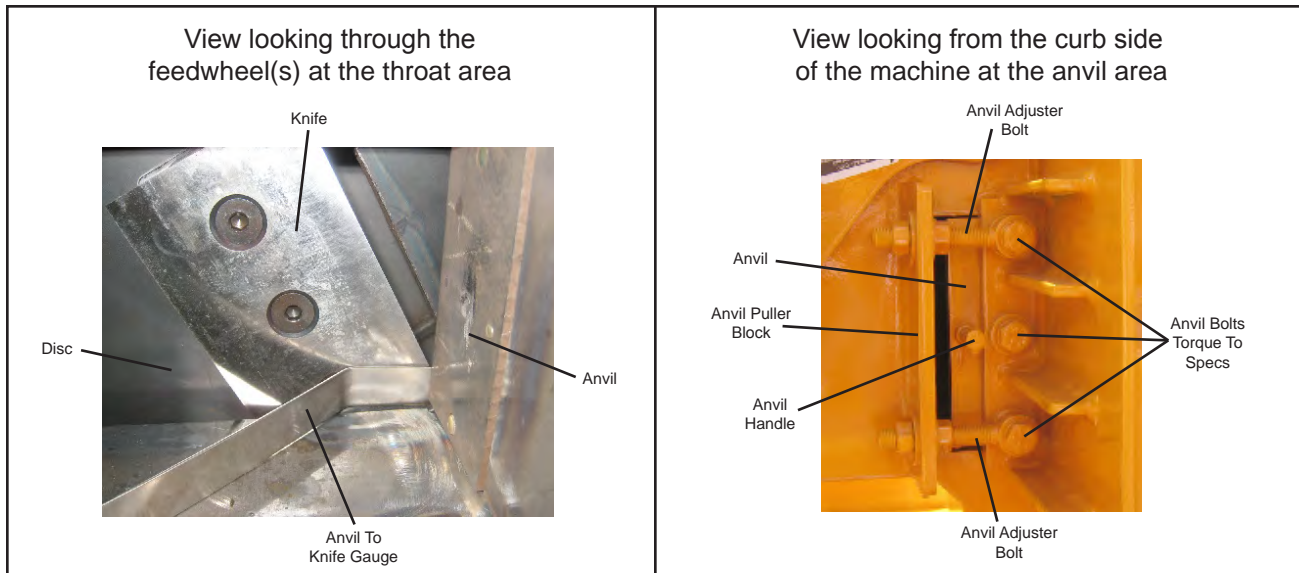 View looking through the
feedwheel(s) at the throat area
Knife
Disc
Anvil
Anvil To
Knife Gauge
View looking from the curb side
of the machine at the anvil area
Anvil Adjuster
Bolt
Anvil
Anvil Puller
Block
Anvil
Handle
Anvil Bolts
Torque To
Specs
Anvil Adjuster
Bolt